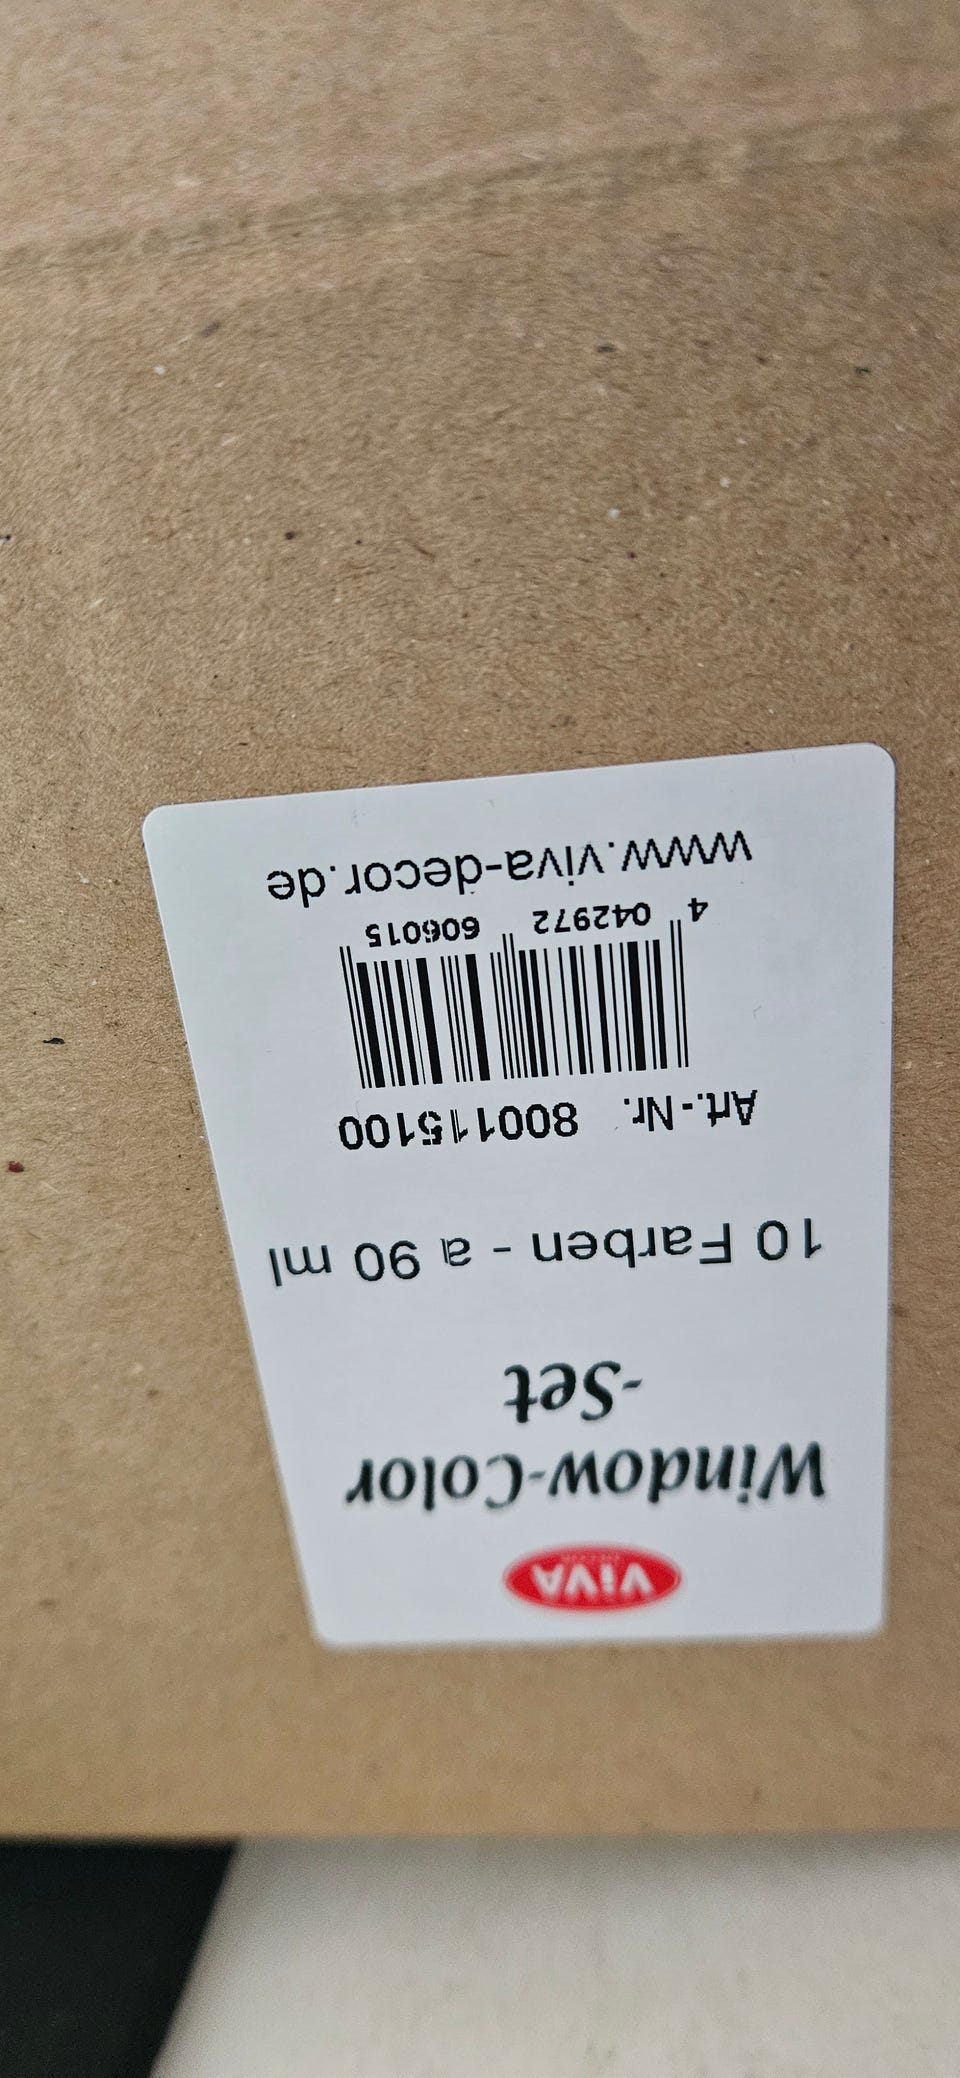 ViVA
Window-Color
-Set
10 Farben - a 90 ml
Art.-Nr. 800115100
4 042972 606015
www.viva-decor.de